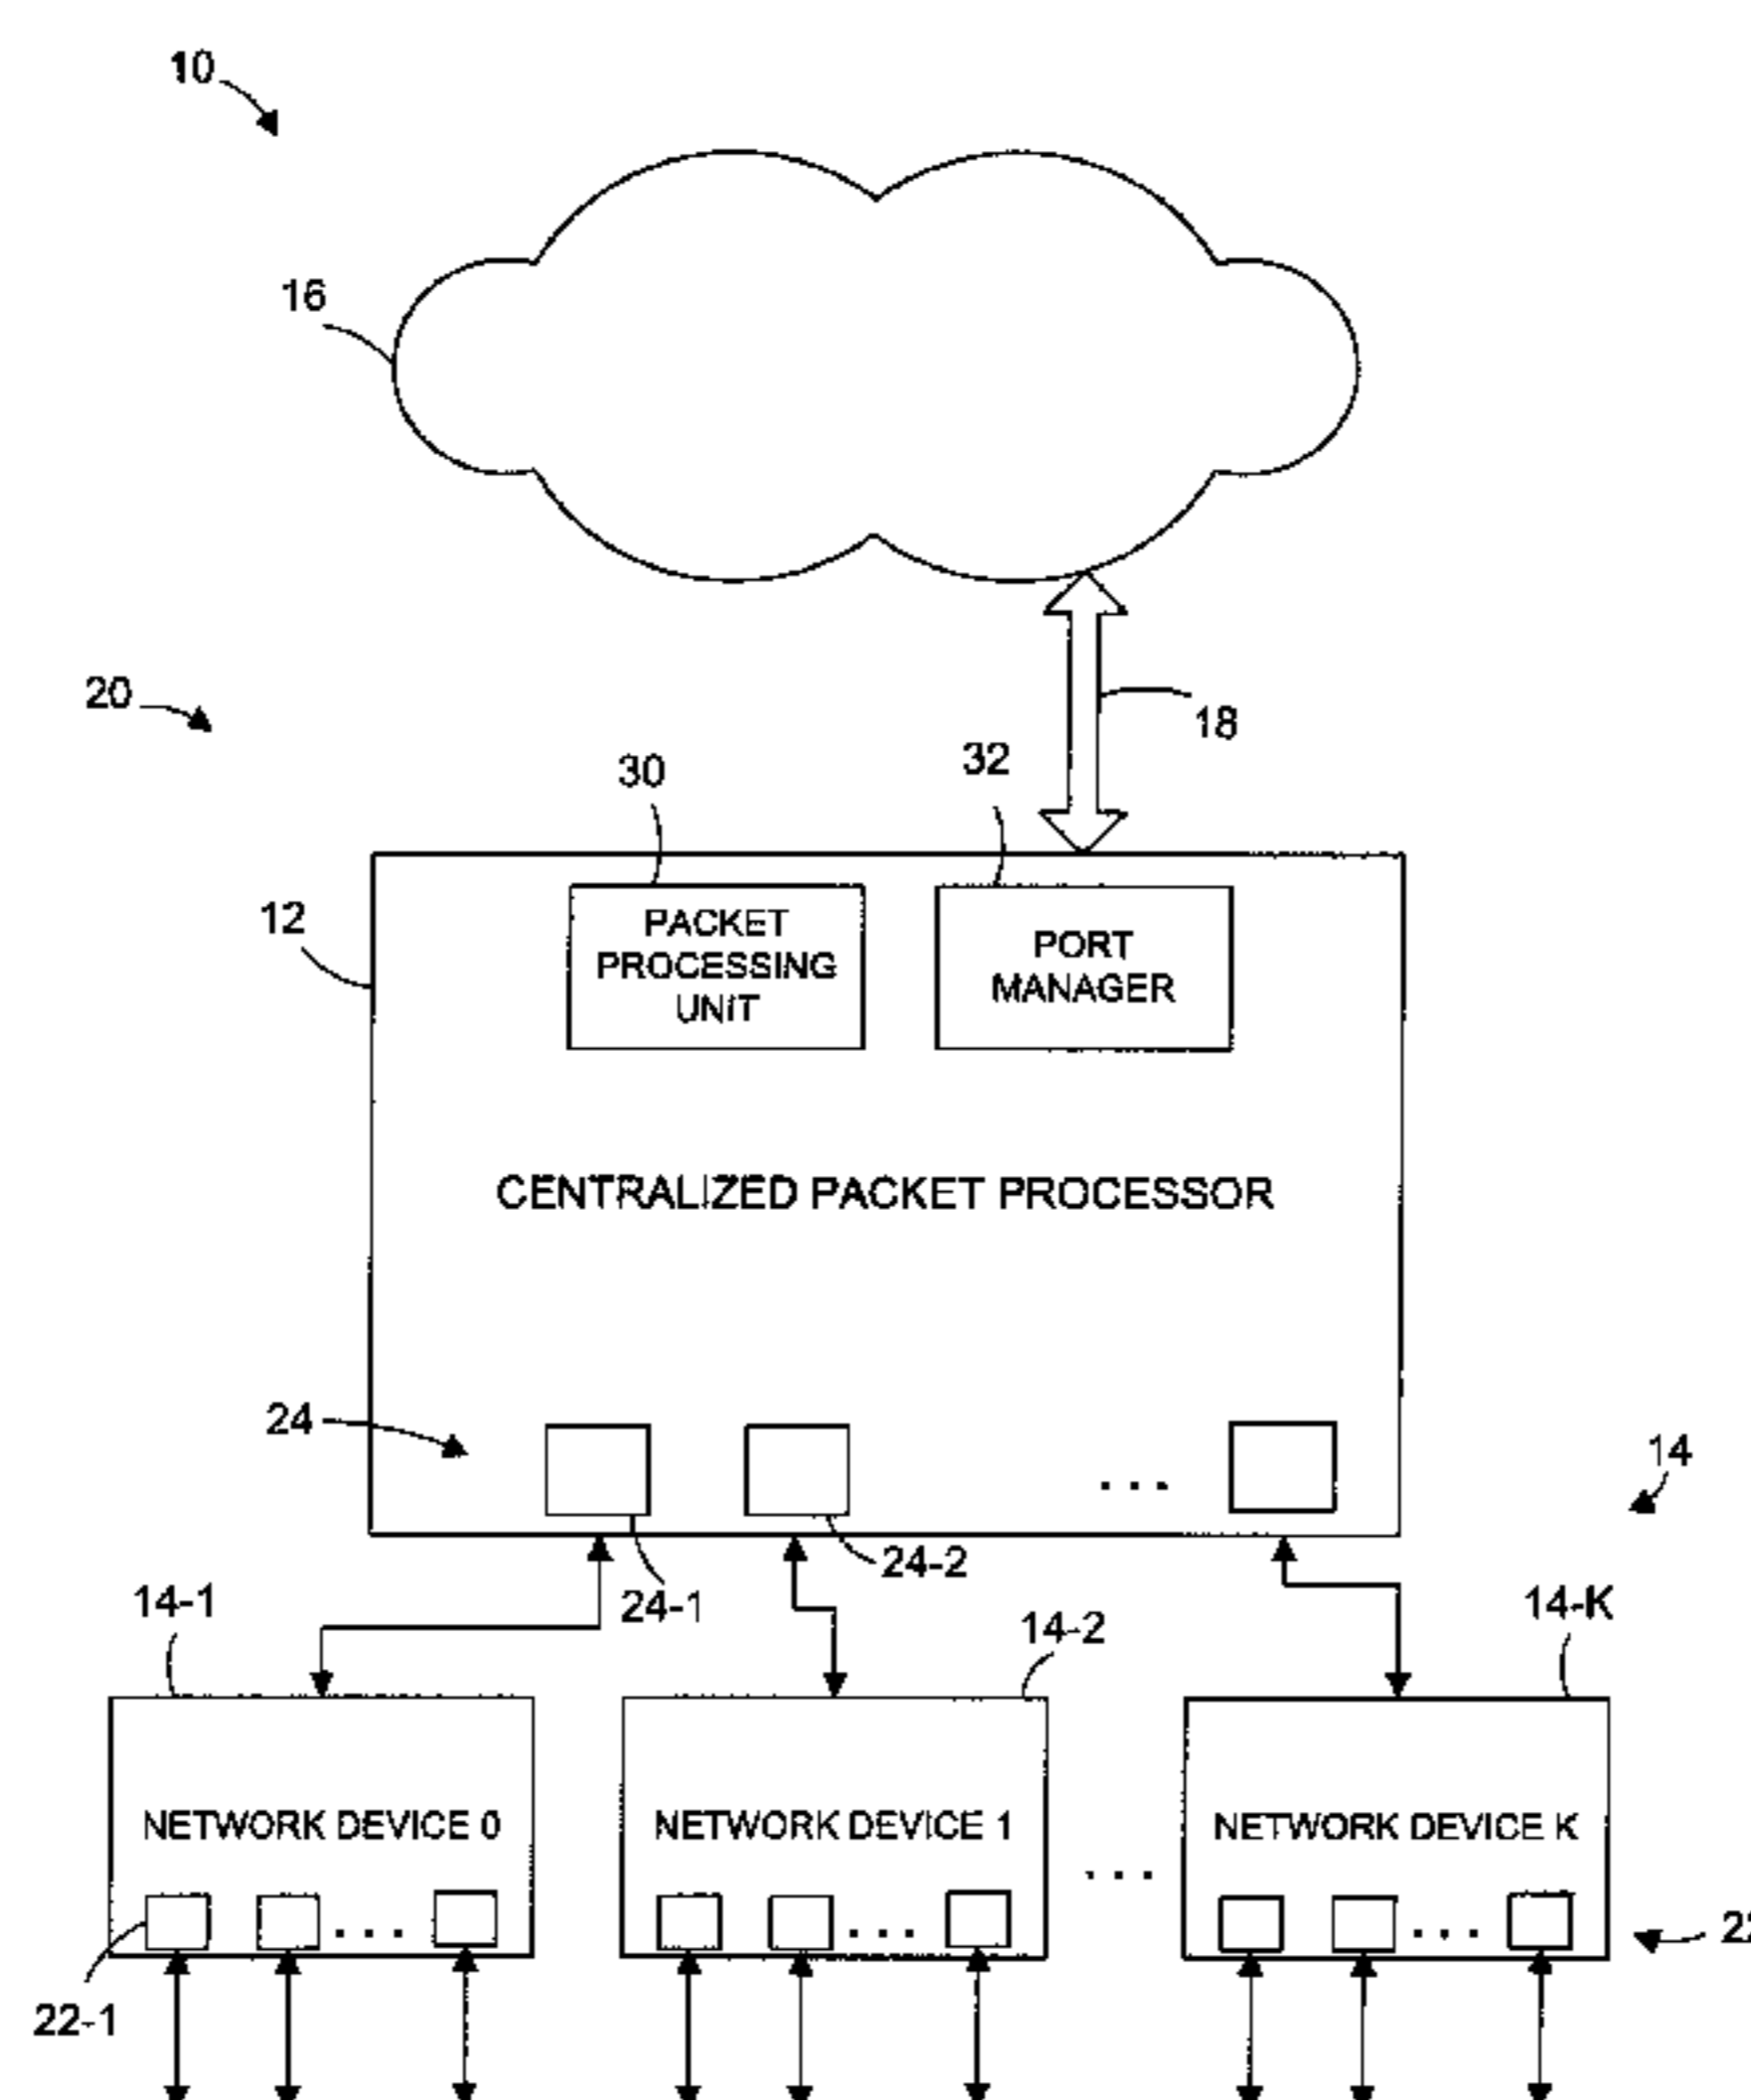 10
16
18
20
30
32
12
PACKET
PROCESSING
UNIT
PORT
MANAGER
CENTRALIZED PACKET PROCESSOR
24
14
24-2
24-1
14-1
14-2
14-K
NETWORK DEVICE 0
NETWORK DEVICE 1
NETWORK DEVICE K
...
...
...
...
...
22
22-1